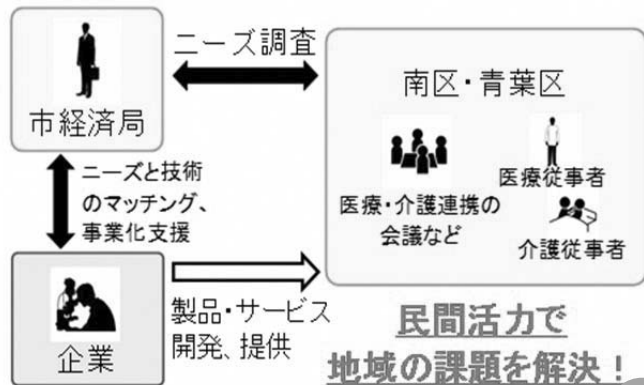 ニーズ調査
市経済局
南区・青葉区
医療従事者
医療・介護連携の
会議など
介護従事者
ニーズと技術
のマッチング、
事業化支援
企業
製品・サービス
開発、提供
民間活力で
地域の課題を解決！